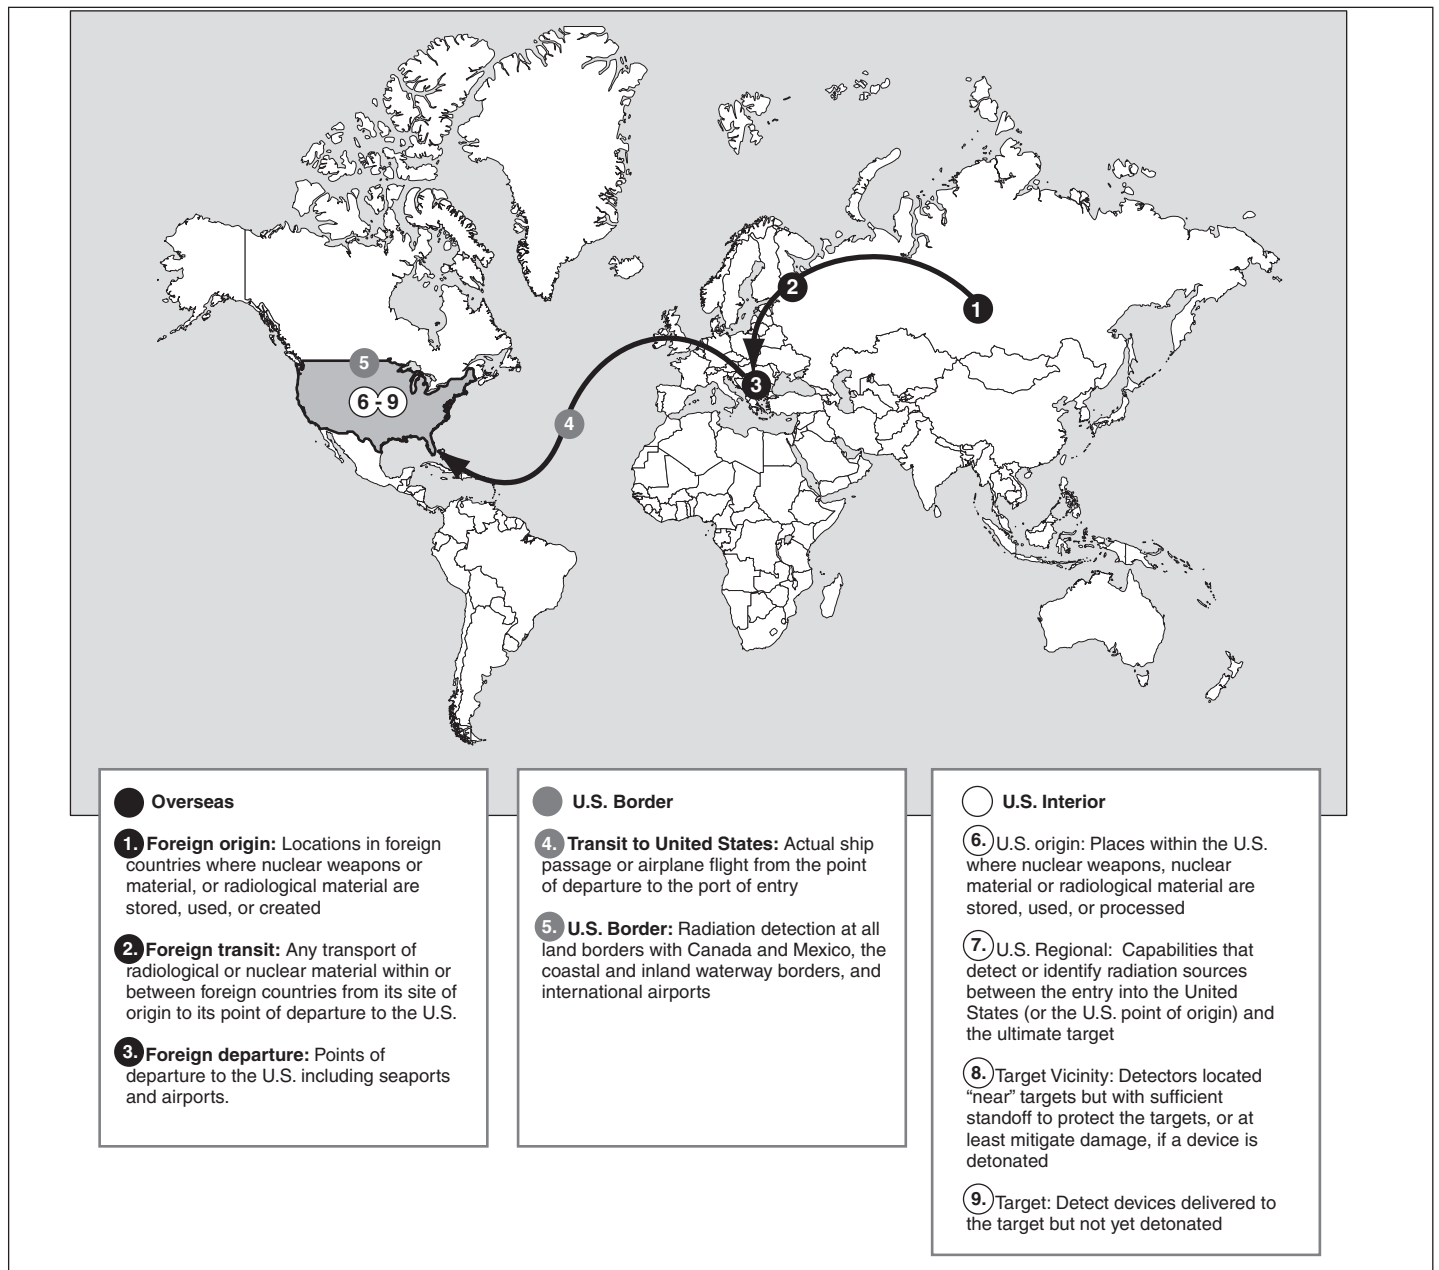 2
1
5
3
6 - 9
4
Overseas
1. Foreign origin: Locations in foreign
countries where nuclear weapons or
material, or radiological material are
stored, used, or created
2. Foreign transit: Any transport of
radiological or nuclear material within or
between foreign countries from its site of
origin to its point of departure to the U.S.
3. Foreign departure: Points of
departure to the U.S. including seaports
and airports.
U.S. Border
4. Transit to United States: Actual ship
passage or airplane flight from the point
of departure to the port of entry
5. U.S. Border: Radiation detection at all
land borders with Canada and Mexico, the
coastal and inland waterway borders, and
international airports
U.S. Interior
6. U.S. origin: Places within the U.S.
where nuclear weapons, nuclear
material or radiological material are
stored, used, or processed
7. U.S. Regional: Capabilities that
detect or identify radiation sources
between the entry into the United
States (or the U.S. point of origin) and
the ultimate target
8. Target Vicinity: Detectors located
“near” targets but with sufficient
standoff to protect the targets, or at
least mitigate damage, if a device is
detonated
9. Target: Detect devices delivered to
the target but not yet detonated